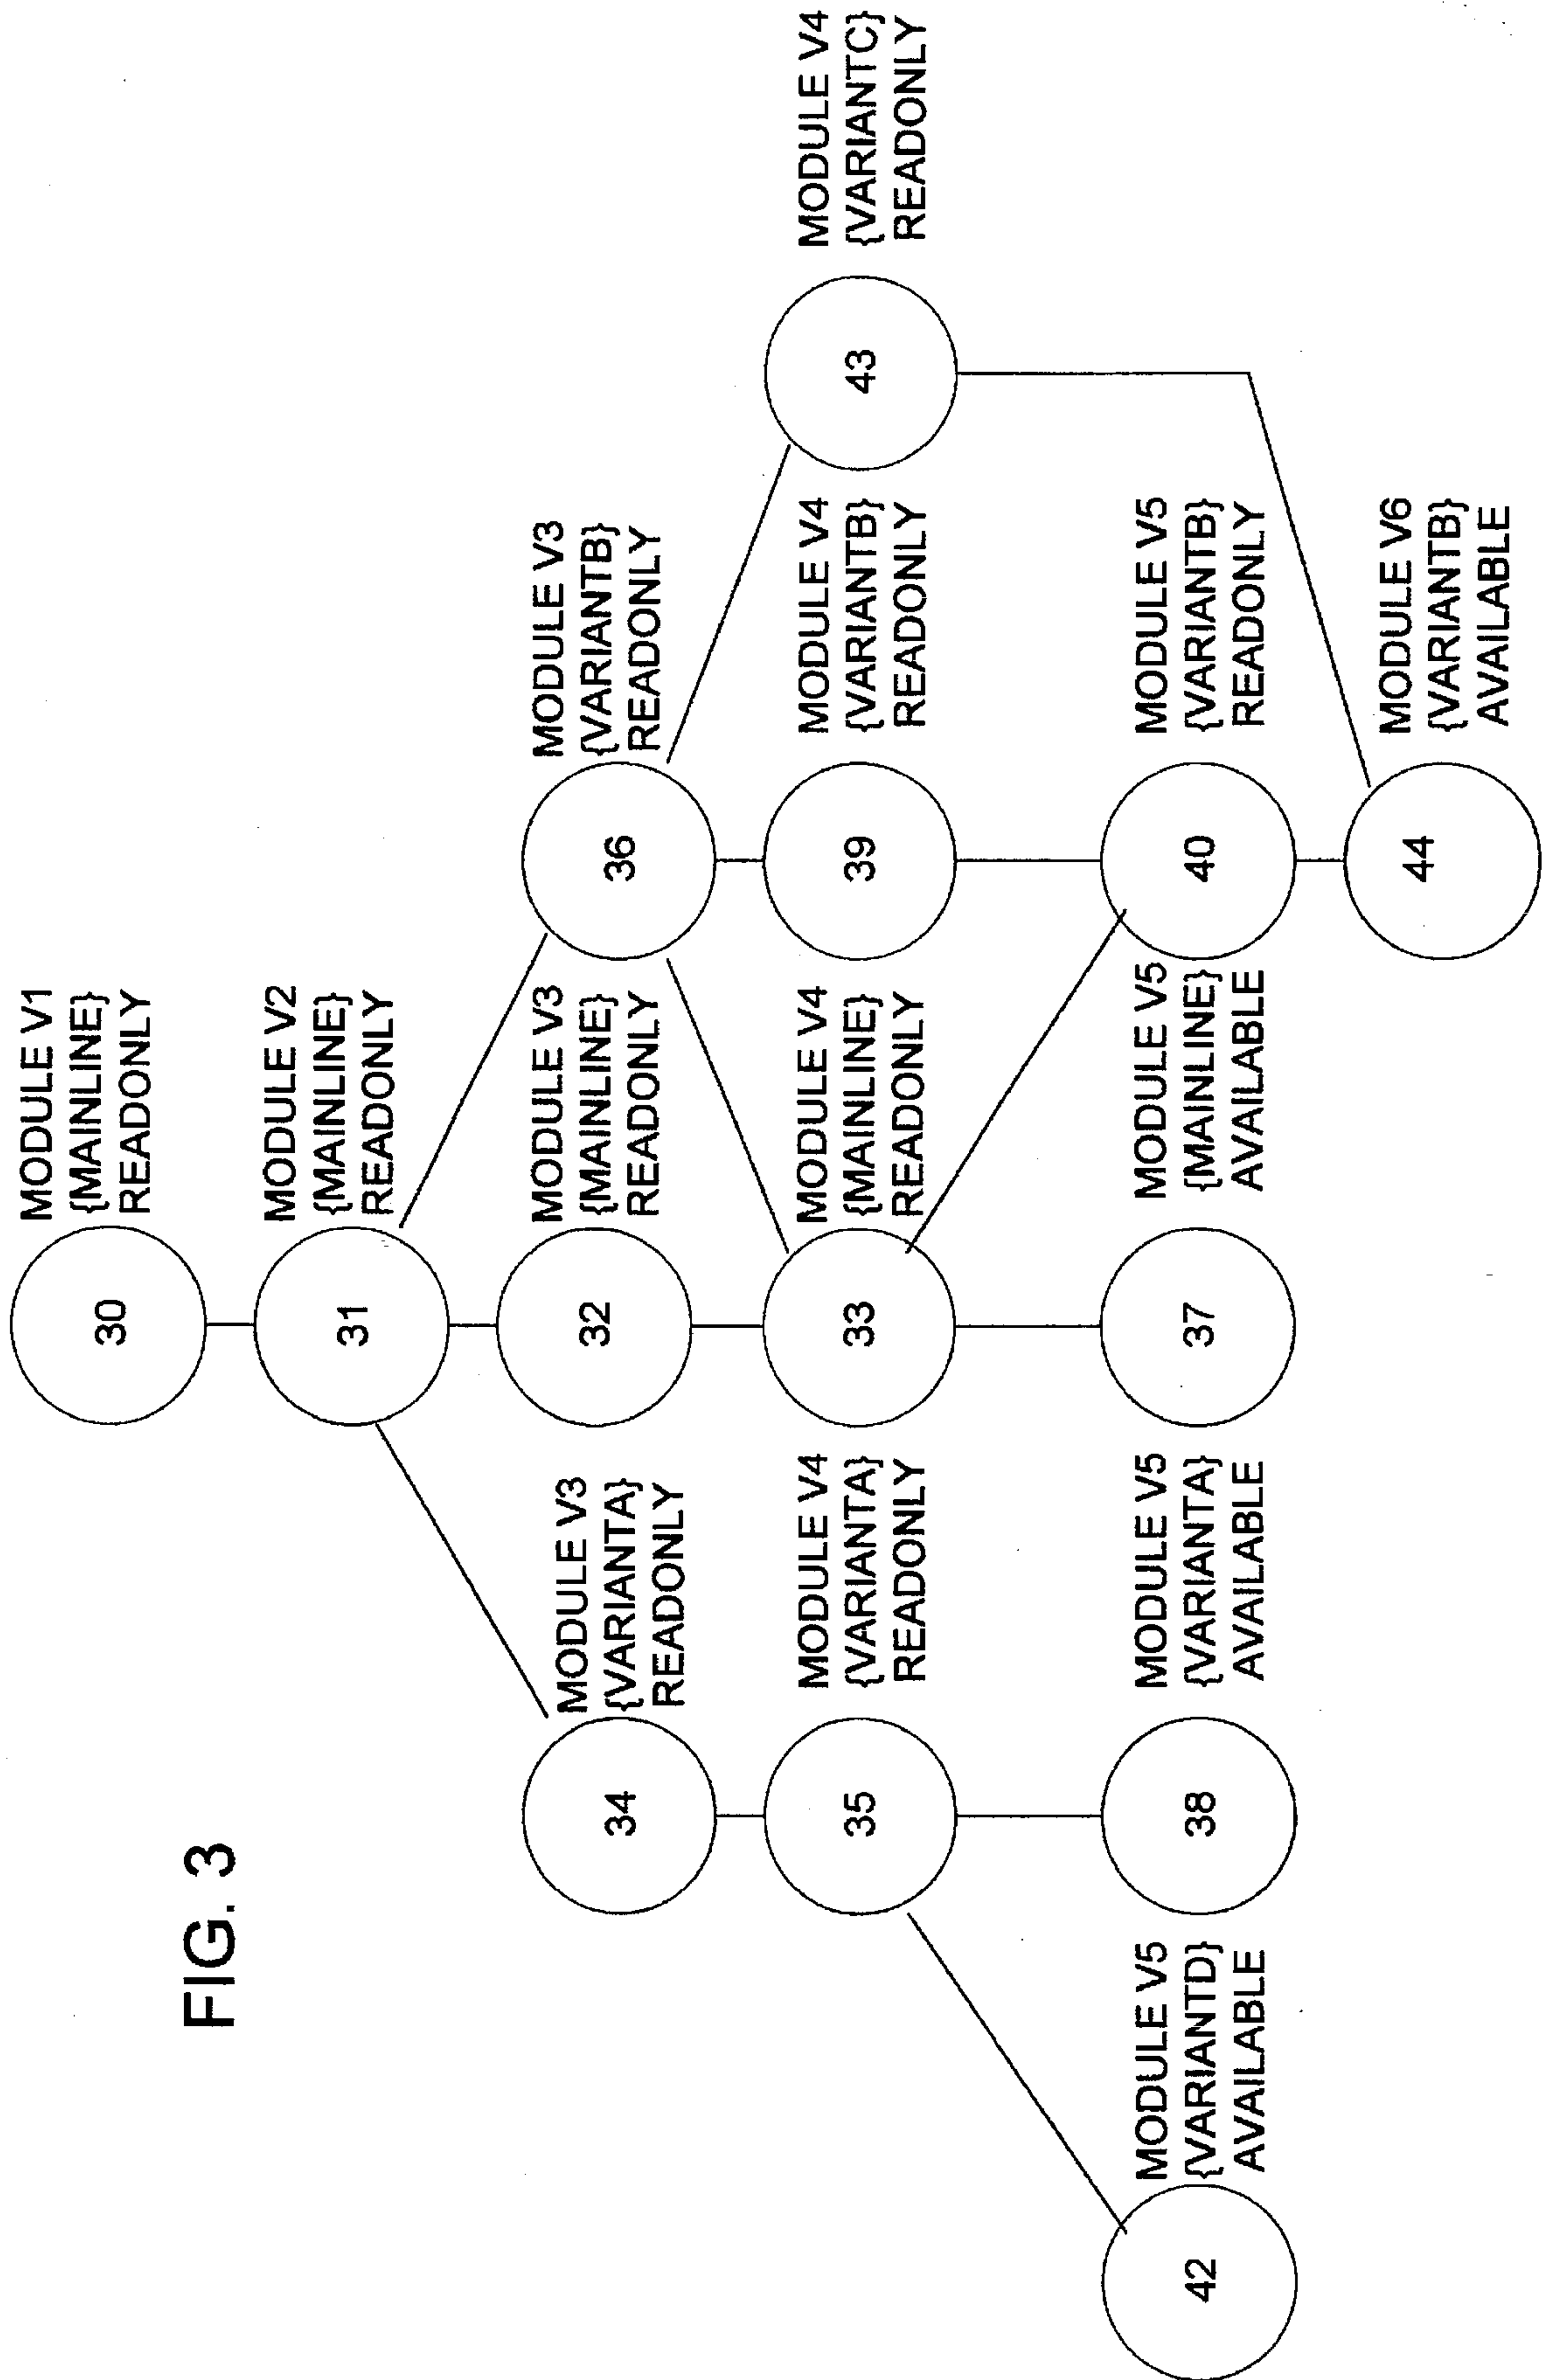 FIG. 3
30
MODULE V1
{MAINLINE}
READONLY
31
MODULE V2
{MAINLINE}
READONLY
34
MODULE V3
{VARIANTA}
READONLY
32
MODULE V3
{MAINLINE}
READONLY
36
MODULE V3
{VARIANTB}
READONLY
35
MODULE V4
{VARIANTA}
READONLY
33
MODULE V4
{MAINLINE}
READONLY
39
MODULE V4
{VARIANTB}
READONLY
43
MODULE V4
{VARIANTC}
READONLY
42
MODULE V5
{VARIANTD}
AVAILABLE
38
MODULE V5
{VARIANTA}
AVAILABLE
37
MODULE V5
{MAINLINE}
AVAILABLE
40
MODULE V5
{VARIANTB}
READONLY
44
MODULE V6
{VARIANTB}
AVAILABLE